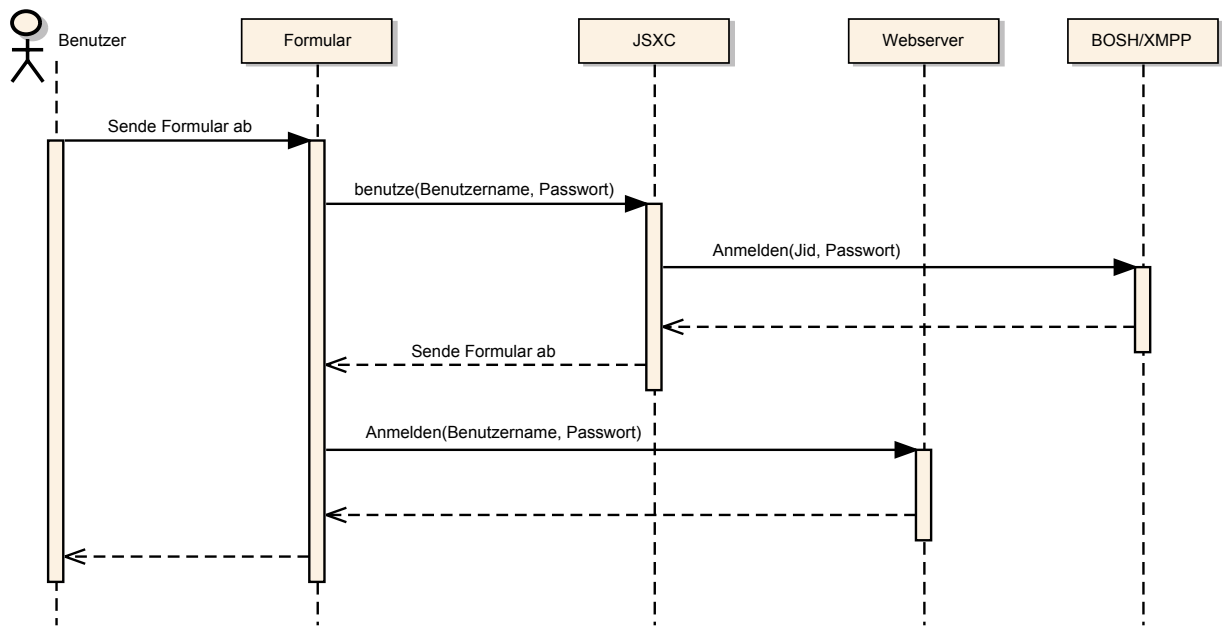 Benutzer
Formular
JSXC
Webserver
BOSH/XMPP
Sende Formular ab
benutze(Benutzername, Passwort)
Anmelden(Jid, Passwort)
Sende Formular ab
Anmelden(Benutzername, Passwort)